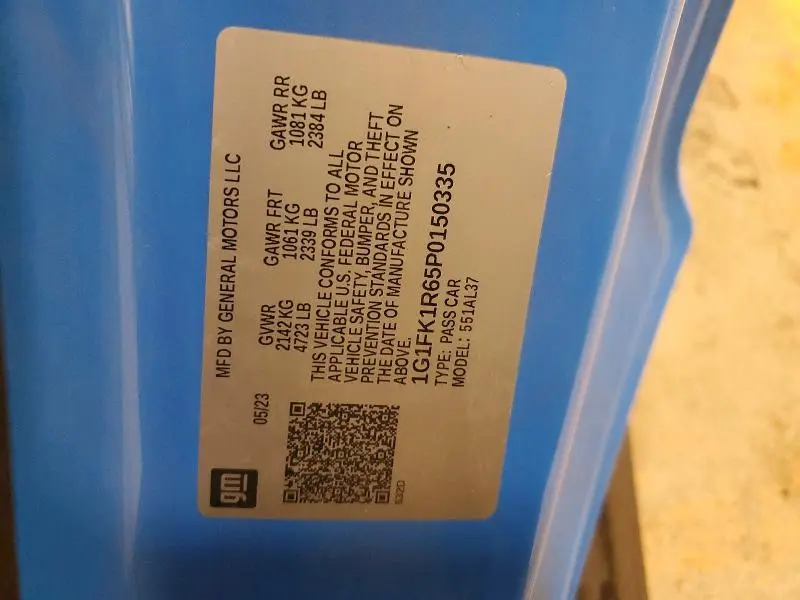 MFD BY GENERAL MOTORS LLC
05/23
GVWR GAWR FRT GAWR RR
2142 KG 1061 KG 1081 KG
4723 LB 2339 LB 2384 LB
THIS VEHICLE CONFORMS TO ALL
APPLICABLE U.S. FEDERAL MOTOR
VEHICLE SAFETY, BUMPER, AND THEFT
PREVENTION STANDARDS IN EFFECT ON
THE DATE OF MANUFACTURE SHOWN
ABOVE.
1G1FK1R65P0150335
TYPE: PASS CAR
MODEL: 551AL37
gm